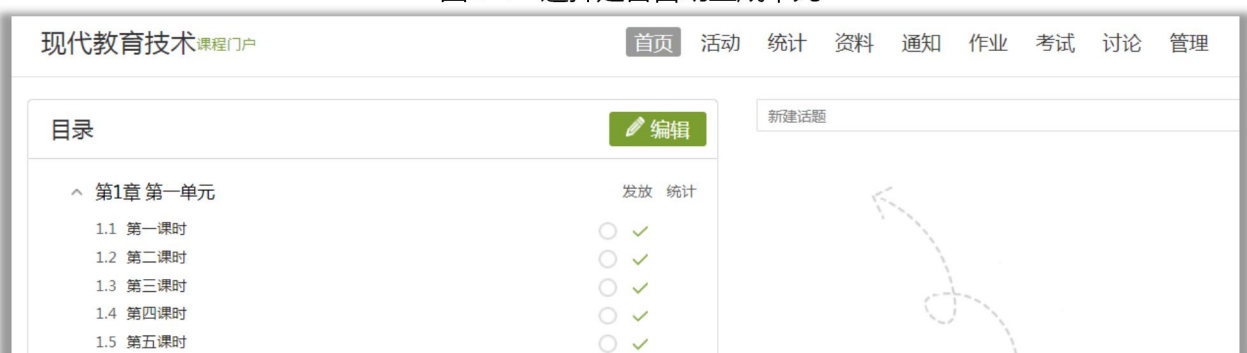 现代教育技术课程门户 首页 活动 统计 资料 通知 作业 考试 讨论 管理
目录 编辑
新建话题
第1章 第一单元 发放 统计
1.1 第一课时
1.2 第二课时
1.3 第三课时
1.4 第四课时
1.5 第五课时